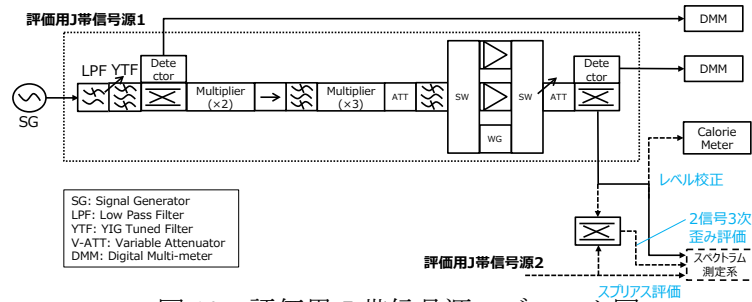 評価用J帯信号源1
DMM
LPF
YTF
Dete
ctor
Dete
ctor
DMM
SG
Multiplier
(×2)
Multiplier
(×3)
ATT
SW
WG
SW
ATT
Calorie
Meter
レベル校正
SG: Signal Generator
LPF: Low Pass Filter
YTF: YIG Tuned Filter
V-ATT: Variable Attenuator
DMM: Digital Multi-meter
2信号3次
歪み評価
評価用J帯信号源2
スペクトラム
測定系
スプリアス評価